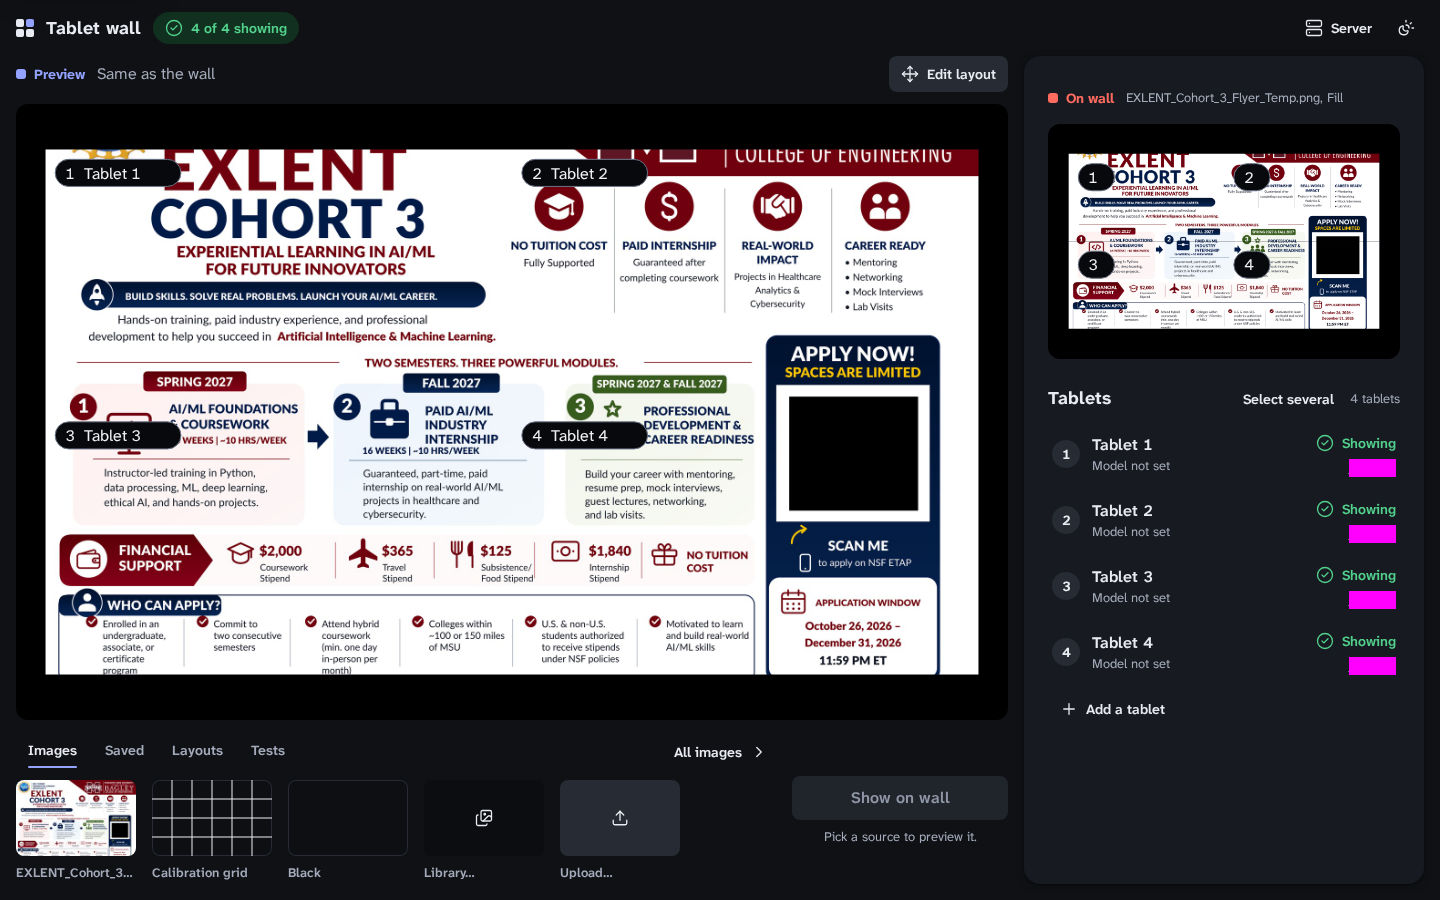 Tablet wall
4 of 4 showing
Server
Preview
Same as the wall
Edit layout
1 Tablet 1
2 Tablet 2
EXLENT
COHORT 3
EXPERIENTIAL LEARNING IN AI/ML
FOR FUTURE INNOVATORS
BUILD SKILLS. SOLVE REAL PROBLEMS. LAUNCH YOUR AI/ML CAREER.
Hands-on training, paid industry experience, and professional
development to help you succeed in Artificial Intelligence & Machine Learning.
| COLLEGE OF ENGINEERING
NO TUITION COST
Fully Supported
PAID INTERNSHIP
Guaranteed after
completing coursework
REAL-WORLD
IMPACT
Projects in Healthcare
Analytics &
Cybersecurity
CAREER READY
• Mentoring
• Networking
• Mock Interviews
• Lab Visits
TWO SEMESTERS. THREE POWERFUL MODULES.
SPRING 2027
1
AI/ML FOUNDATIONS
& COURSEWORK
WEEKS | ~10 HRS/WEEK
3 Tablet 3
Instructor-led training in Python,
data processing, ML, deep learning,
ethical AI, and hands-on projects.
FALL 2027
2
PAID AI/ML
INDUSTRY
INTERNSHIP
16 WEEKS | ~10 HRS/WEEK
Guaranteed, part-time, paid
internship on real-world AI/ML
projects in healthcare and
cybersecurity.
SPRING 2027 & FALL 2027
3
PROFESSIONAL
DEVELOPMENT &
CAREER READINESS
4 Tablet 4
Build your career with mentoring,
resume prep, mock interviews,
guest lectures, networking,
and lab visits.
APPLY NOW!
SPACES ARE LIMITED
SCAN ME
to apply on NSF ETAP
APPLICATION WINDOW
October 26, 2026 –
December 31, 2026
11:59 PM ET
FINANCIAL
SUPPORT
$2,000
Coursework
Stipend
$365
Travel
Stipend
$125
Subsistence/
Food Stipend
$1,840
Internship
Stipend
NO TUITION
COST
WHO CAN APPLY?
Enrolled in an
undergraduate,
associate, or
certificate
program
Commit to
two consecutive
semesters
Attend hybrid
coursework
(min. one day
in-person per
month)
Colleges within
~100 or 150 miles
of MSU
U.S. & non-U.S.
students authorized
to receive stipends
under NSF policies
Motivated to learn
and build real-world
AI/ML skills
On wall
EXLENT_Cohort_3_Flyer_Temp.png, Fill
1
2
3
4
Tablets
Select several
4 tablets
1
Tablet 1
Model not set
Showing
2
Tablet 2
Model not set
Showing
3
Tablet 3
Model not set
Showing
4
Tablet 4
Model not set
Showing
Add a tablet
Images
Saved
Layouts
Tests
All images
EXLENT_Cohort_3...
Calibration grid
Black
Library...
Upload...
Show on wall
Pick a source to preview it.